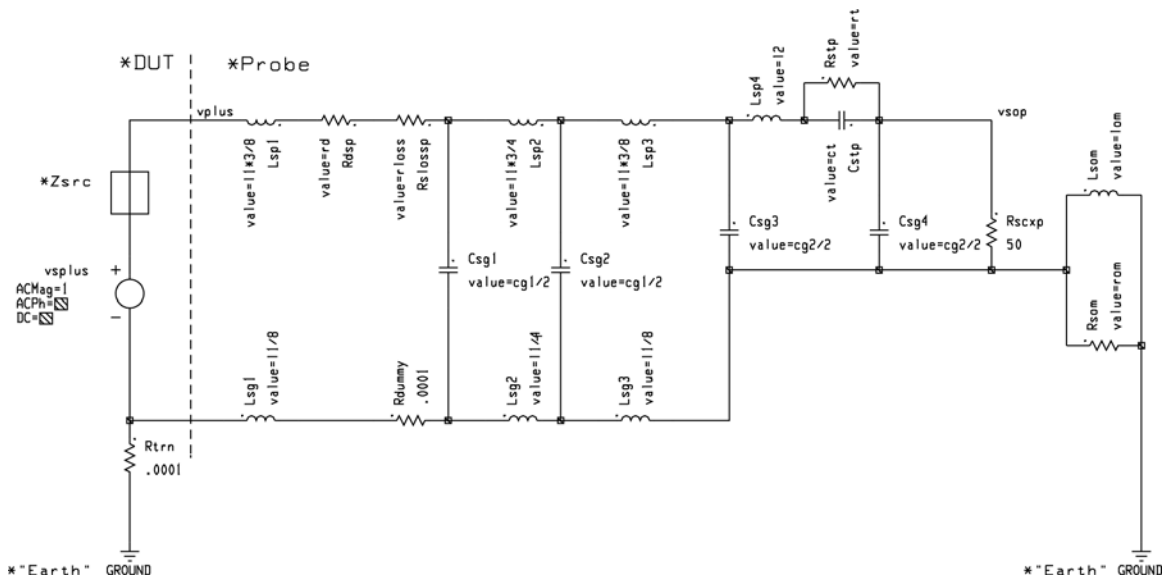 *DUT
*Probe
vplus
value=l1*3/8
Lsp1
value=rd
Rdsp
value=rloss
Rslossp
value=l1*3/4
Lsp2
value=l1*3/8
Lsp3
Lsp4
value=l2
Rstp
value=rt
value=ct
Cstp
vsop
Lsom
value=lom
*Zsrc
vsplus
+
ACMag=1
ACPh=
DC=
-
Csg1
value=cg1/2
Csg2
value=cg1/2
Csg3
value=cg2/2
Csg4
value=cg2/2
Rscxp
50
Rsom
value=rom
Lsg1
value=l1/8
Rdummy
.0001
Lsg2
value=l1/4
Lsg3
value=l1/8
Rtrn
.0001
*"Earth" GROUND
*"Earth" GROUND